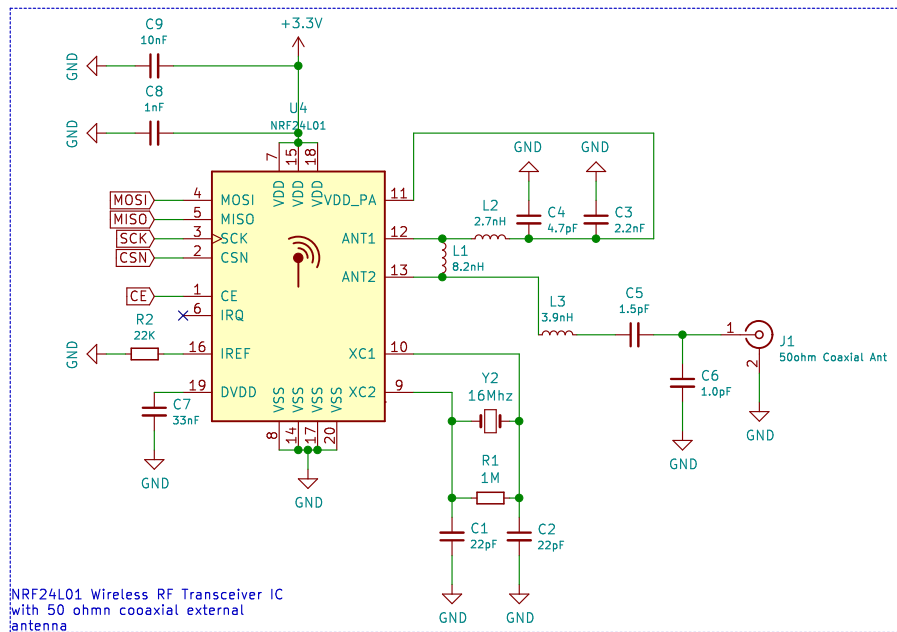 C9
10nF
GND
+3.3V
C8
1nF
GND
U4
NRF24L01
7
15
18
VDD
VDD
VDD
VDD_PA
11
MOSI
4
MOSI
MISO
5
MISO
SCK
3
SCK
CSN
2
CSN
CE
1
CE
6
IRQ
R2
22K
GND
16
IREF
19
DVDD
C7
33nF
GND
ANT1
12
ANT2
13
XC1
10
XC2
9
VSS
VSS
VSS
VSS
8
14
17
20
GND
L2
2.7nH
L1
8.2nH
GND
C4
4.7pF
GND
C3
2.2nF
L3
3.9nH
C5
1.5pF
C6
1.0pF
GND
1
2
J1
50ohm Coaxial Ant
GND
Y2
16Mhz
R1
1M
C1
22pF
C2
22pF
GND
GND
NRF24L01 Wireless RF Transceiver IC
with 50 ohmn cooaxial external
antenna